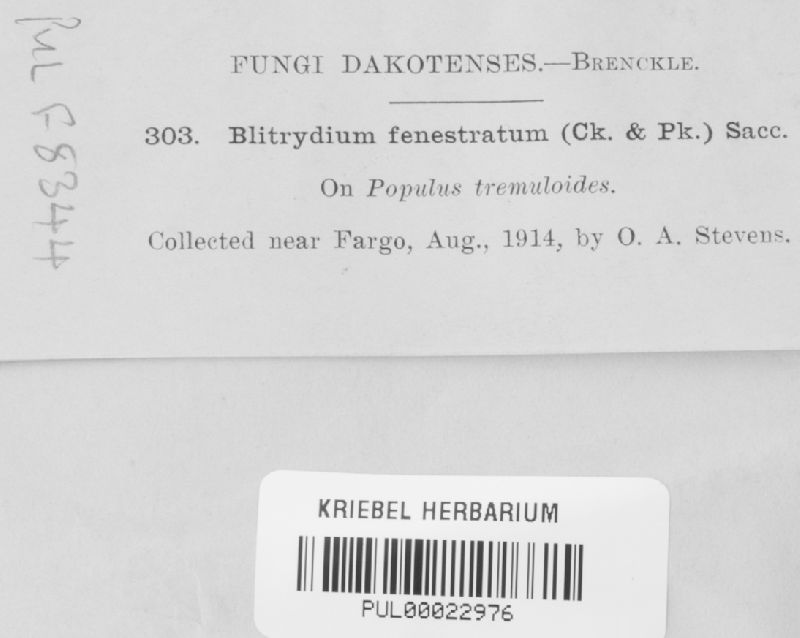 FUNGI DAKOTENSES.—BRENCKLE.
303. Blitrydium fenestratum (Ck. & Pk.) Sacc.
On Populus tremuloides.
Collected near Fargo, Aug., 1914, by O. A. Stevens.
PUL F8344
KRIEBEL HERBARIUM
PUL00022976